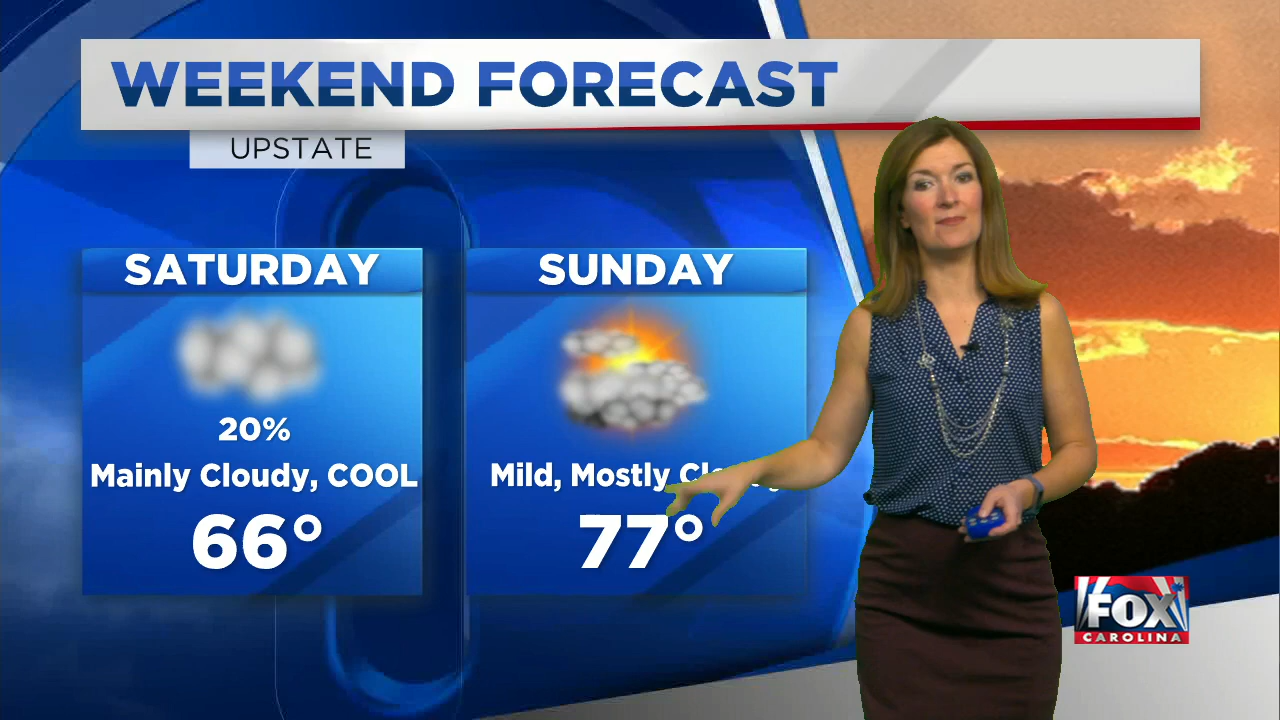 WEEKEND FORECAST
UPSTATE
SATURDAY
20%
Mainly Cloudy, COOL
66°
SUNDAY
Mild, Mostly
77°
FOX
CAROLINA